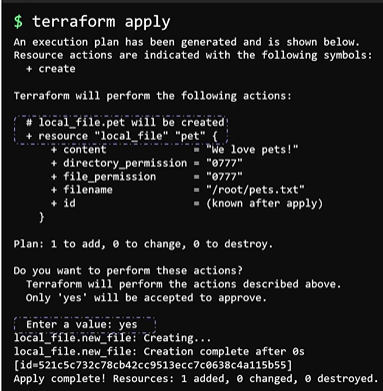 $ terraform apply
An execution plan has been generated and is shown below.
Resource actions are indicated with the following symbols:
  + create
Terraform will perform the following actions:
  # local_file.pet will be created
  + resource "local_file" "pet" {
      + content              = "We love pets!"
      + directory_permission = "0777"
      + file_permission      = "0777"
      + filename             = "/root/pets.txt"
      + id                   = (known after apply)
    }
Plan: 1 to add, 0 to change, 0 to destroy.
Do you want to perform these actions?
  Terraform will perform the actions described above.
  Only 'yes' will be accepted to approve.
  Enter a value: yes
local_file.new_file: Creating...
local_file.new_file: Creation complete after 0s
[id=521c5c732c78cb42cc9513ecc7c0638c4a115b55]
Apply complete! Resources: 1 added, 0 changed, 0 destroyed.